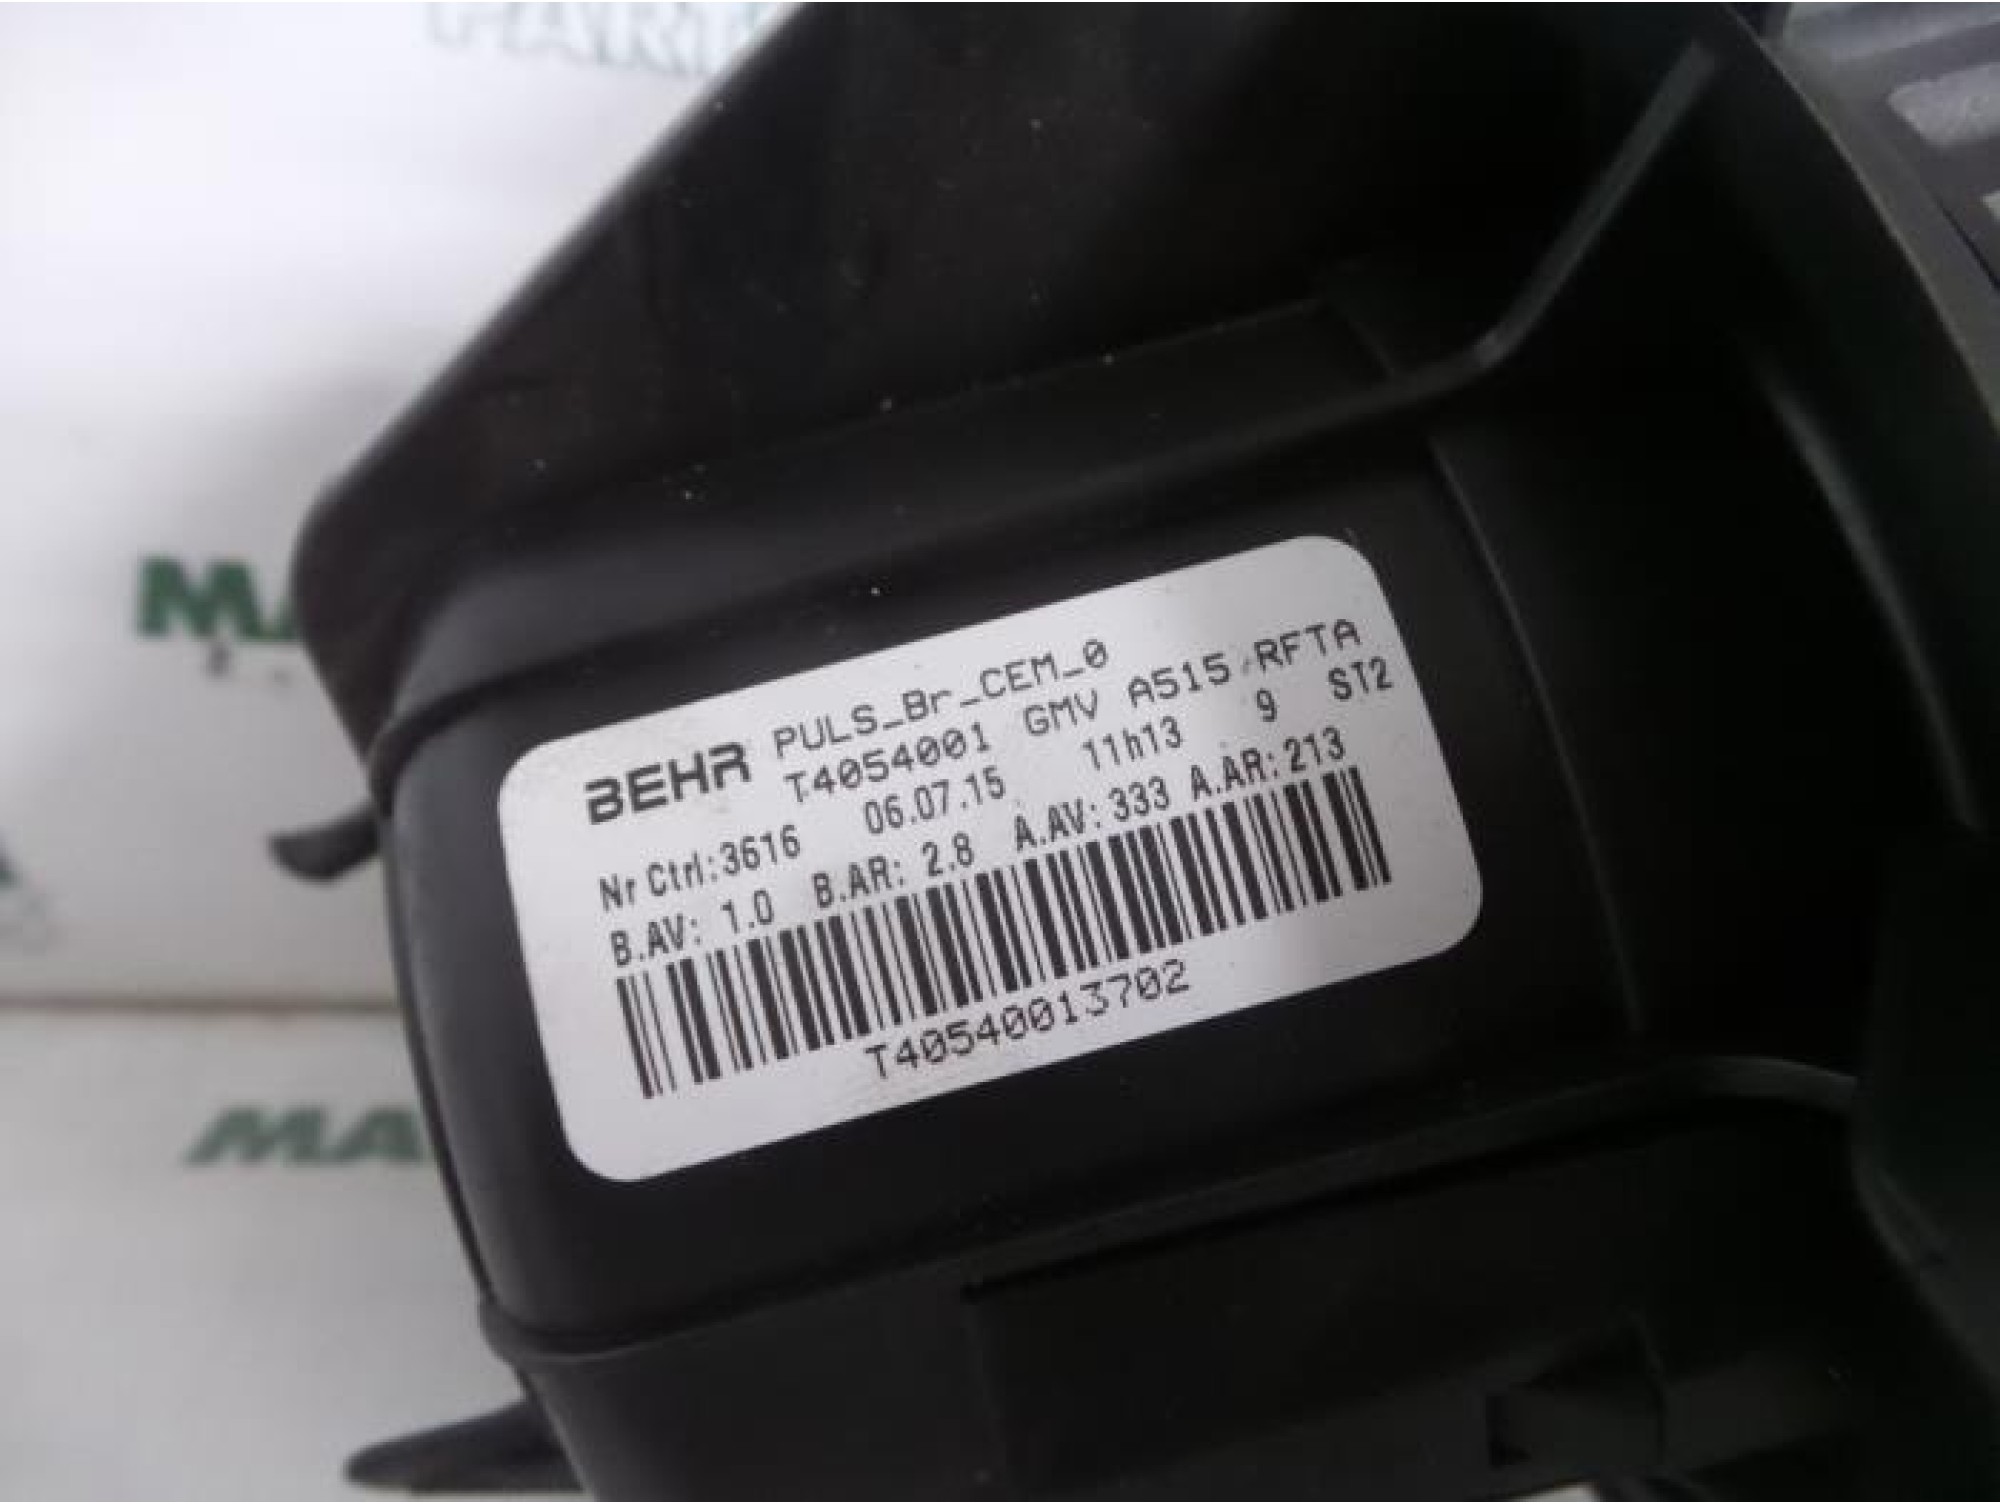 BEHR PULS_Br_CEM_0
T4054001 GMV A515 RFTA
Nr Ctrl:3616 06.07.15 11h13 9 ST2
B.AV: 1.0 B.AR: 2.8 A.AV: 333 A.AR:213
T40540013702